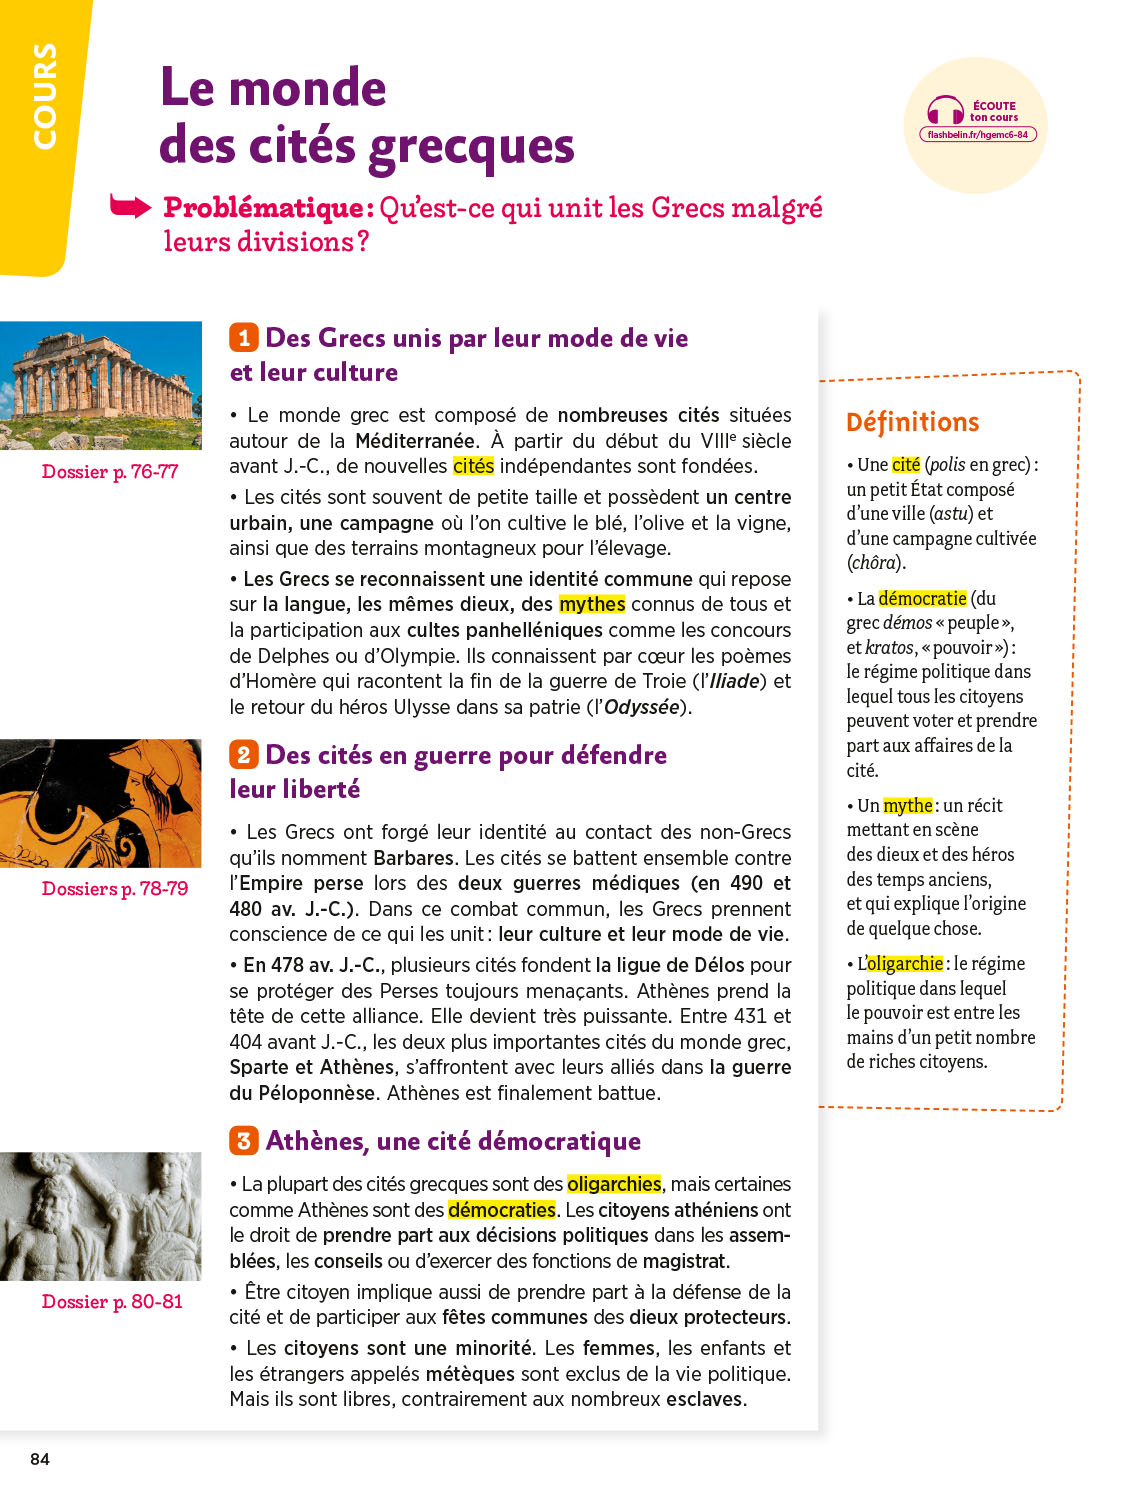 COURS
Le monde
des cités grecques
ÉCOUTE
ton cours
flashbelin.fr/hgemc6-84
Problématique : Qu’est-ce qui unit les Grecs malgré
leurs divisions ?
Dossier p. 76-77
1 Des Grecs unis par leur mode de vie
et leur culture
• Le monde grec est composé de nombreuses cités situées
autour de la Méditerranée. À partir du début du VIIIe siècle
avant J.-C., de nouvelles cités indépendantes sont fondées.
• Les cités sont souvent de petite taille et possèdent un centre
urbain, une campagne où l’on cultive le blé, l’olive et la vigne,
ainsi que des terrains montagneux pour l’élevage.
• Les Grecs se reconnaissent une identité commune qui repose
sur la langue, les mêmes dieux, des mythes connus de tous et
la participation aux cultes panhelléniques comme les concours
de Delphes ou d’Olympie. Ils connaissent par cœur les poèmes
d’Homère qui racontent la fin de la guerre de Troie (l’Iliade) et
le retour du héros Ulysse dans sa patrie (l’Odyssée).
Dossiers p. 78-79
2 Des cités en guerre pour défendre
leur liberté
• Les Grecs ont forgé leur identité au contact des non-Grecs
qu’ils nomment Barbares. Les cités se battent ensemble contre
l’Empire perse lors des deux guerres médiques (en 490 et
480 av. J.-C.). Dans ce combat commun, les Grecs prennent
conscience de ce qui les unit : leur culture et leur mode de vie.
• En 478 av. J.-C., plusieurs cités fondent la ligue de Délos pour
se protéger des Perses toujours menaçants. Athènes prend la
tête de cette alliance. Elle devient très puissante. Entre 431 et
404 avant J.-C., les deux plus importantes cités du monde grec,
Sparte et Athènes, s’affrontent avec leurs alliés dans la guerre
du Péloponnèse. Athènes est finalement battue.
Dossier p. 80-81
3 Athènes, une cité démocratique
• La plupart des cités grecques sont des oligarchies, mais certaines
comme Athènes sont des démocraties. Les citoyens athéniens ont
le droit de prendre part aux décisions politiques dans les assem-
blées, les conseils ou d’exercer des fonctions de magistrat.
• Être citoyen implique aussi de prendre part à la défense de la
cité et de participer aux fêtes communes des dieux protecteurs.
• Les citoyens sont une minorité. Les femmes, les enfants et
les étrangers appelés métèques sont exclus de la vie politique.
Mais ils sont libres, contrairement aux nombreux esclaves.
Définitions
• Une cité (polis en grec) :
un petit État composé
d’une ville (astu) et
d’une campagne cultivée
(chôra).
• La démocratie (du
grec démos « peuple »,
et kratos, « pouvoir ») :
le régime politique dans
lequel tous les citoyens
peuvent voter et prendre
part aux affaires de la
cité.
• Un mythe : un récit
mettant en scène
des dieux et des héros
des temps anciens,
et qui explique l’origine
de quelque chose.
• L’oligarchie : le régime
politique dans lequel
le pouvoir est entre les
mains d’un petit nombre
de riches citoyens.
84